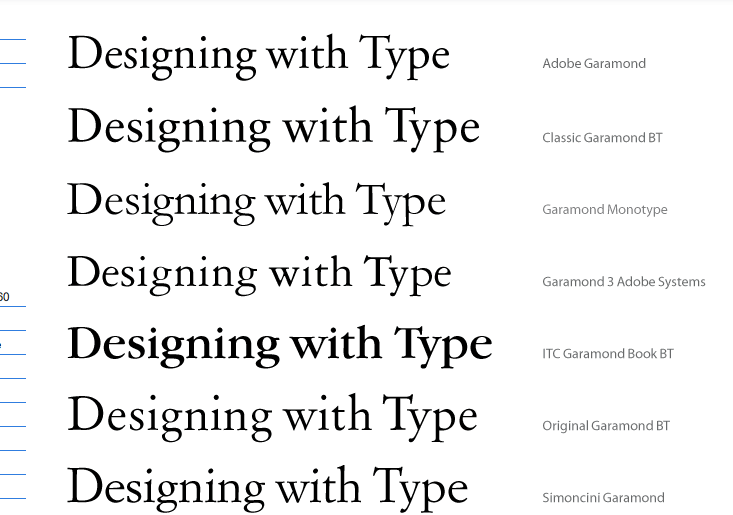 Designing with Type
Adobe Garamond
Designing with Type
Classic Garamond BT
Designing with Type
Garamond Monotype
Designing with Type
Garamond 3 Adobe Systems
60
Designing with Type
ITC Garamond Book BT
Designing with Type
Original Garamond BT
Designing with Type
Simoncini Garamond